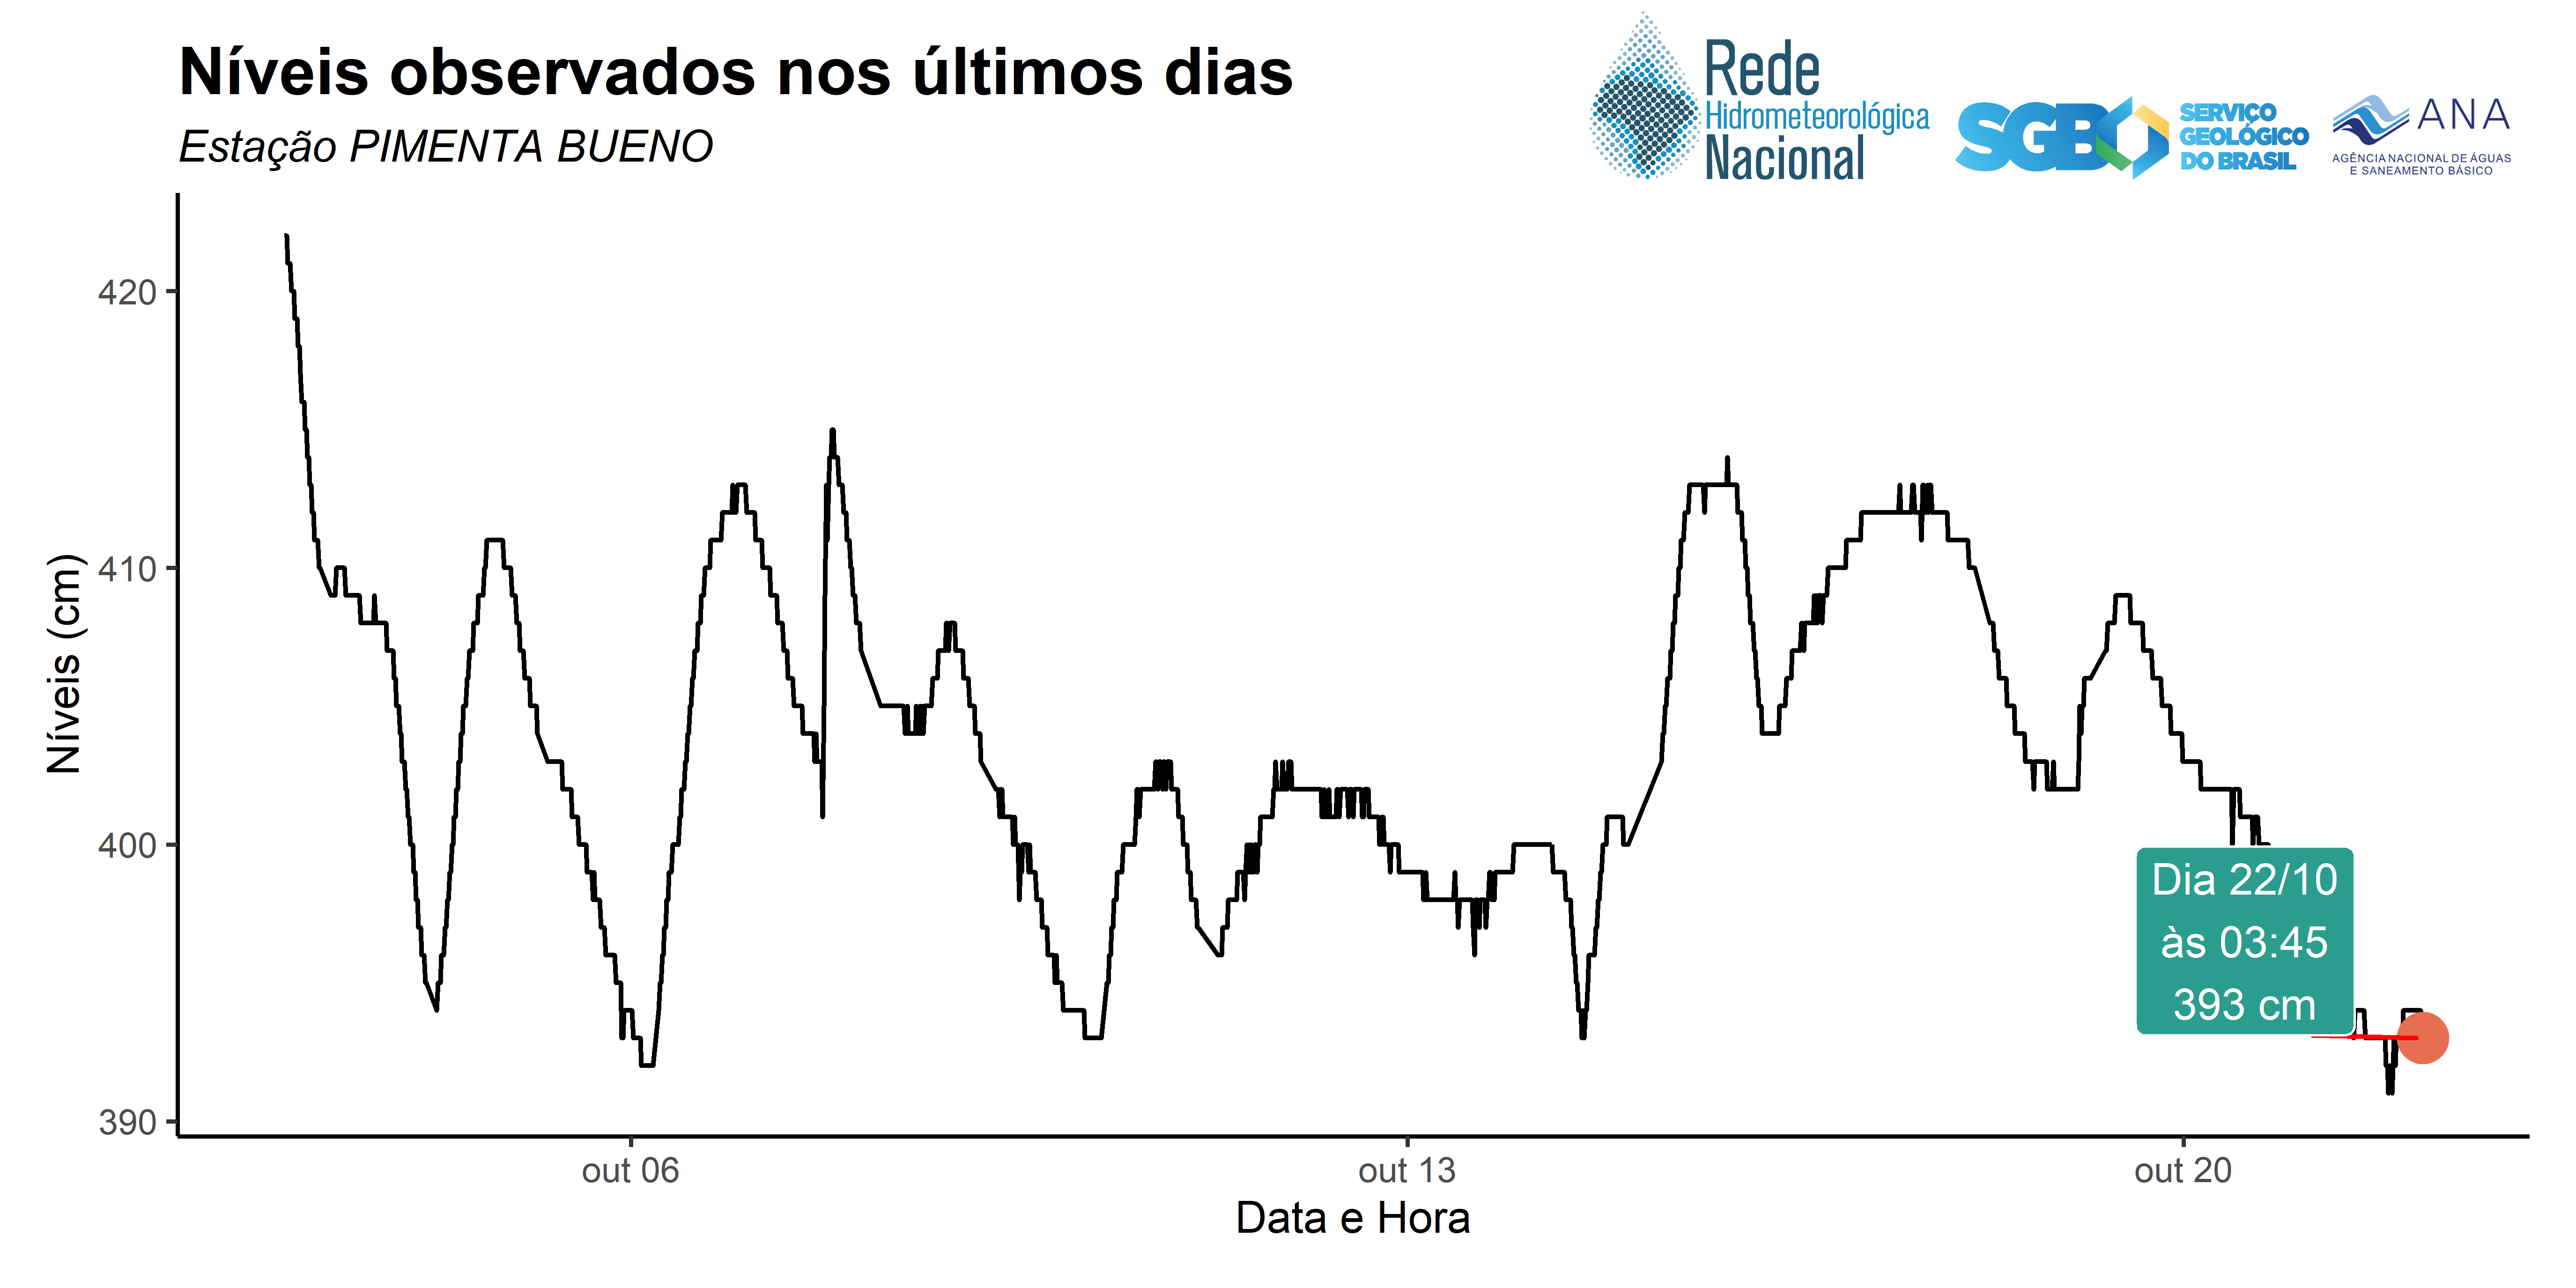 Níveis observados nos últimos dias
Estação PIMENTA BUENO
Rede
Hidrometeorológica
Nacional
SGB
SERVIÇO
GEOLÓGICO
DO BRASIL
ANA
AGÊNCIA NACIONAL DE ÁGUAS
E SANEAMENTO BÁSICO
Níveis (cm)
420
410
400
390
Dia 22/10
às 03:45
393 cm
out 06
out 13
out 20
Data e Hora